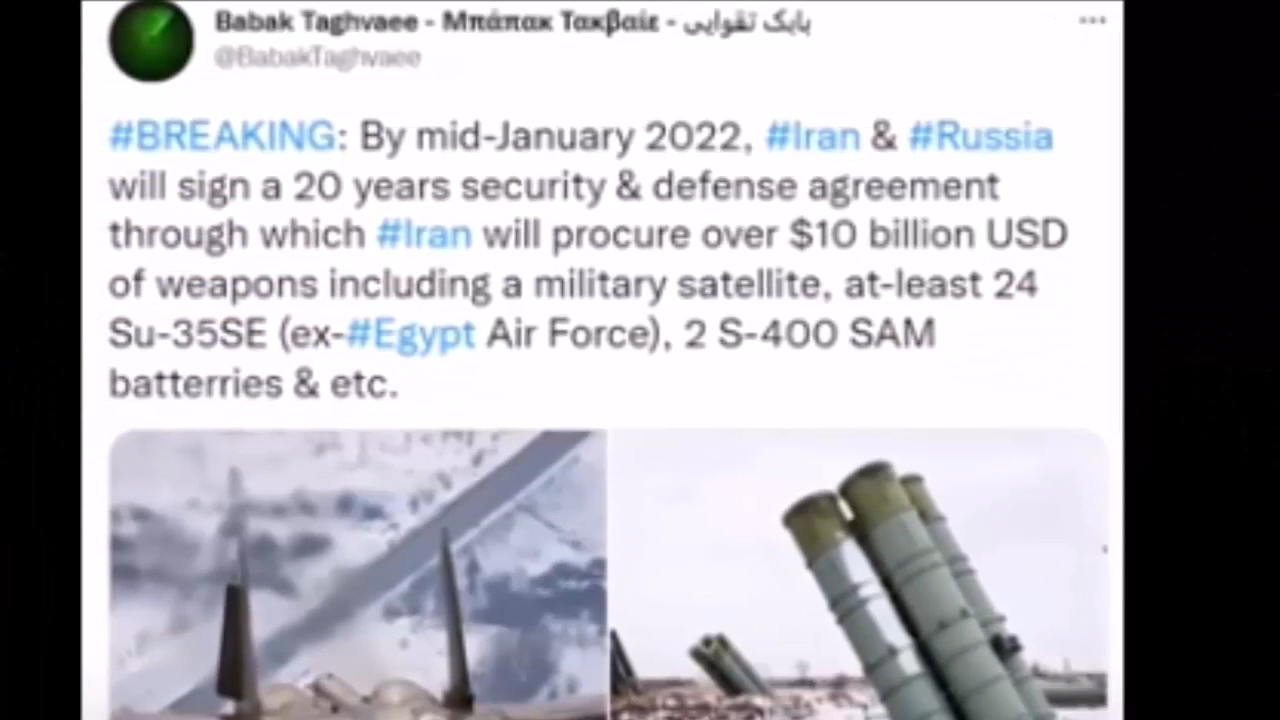 Babak Taghvaee - Μπάπακ Τακβαίε - بابک تقوایی
@BabakTaghvaee
#BREAKING: By mid-January 2022, #Iran & #Russia
will sign a 20 years security & defense agreement
through which #Iran will procure over $10 billion USD
of weapons including a military satellite, at-least 24
Su-35SE (ex-#Egypt Air Force), 2 S-400 SAM
batterries & etc.